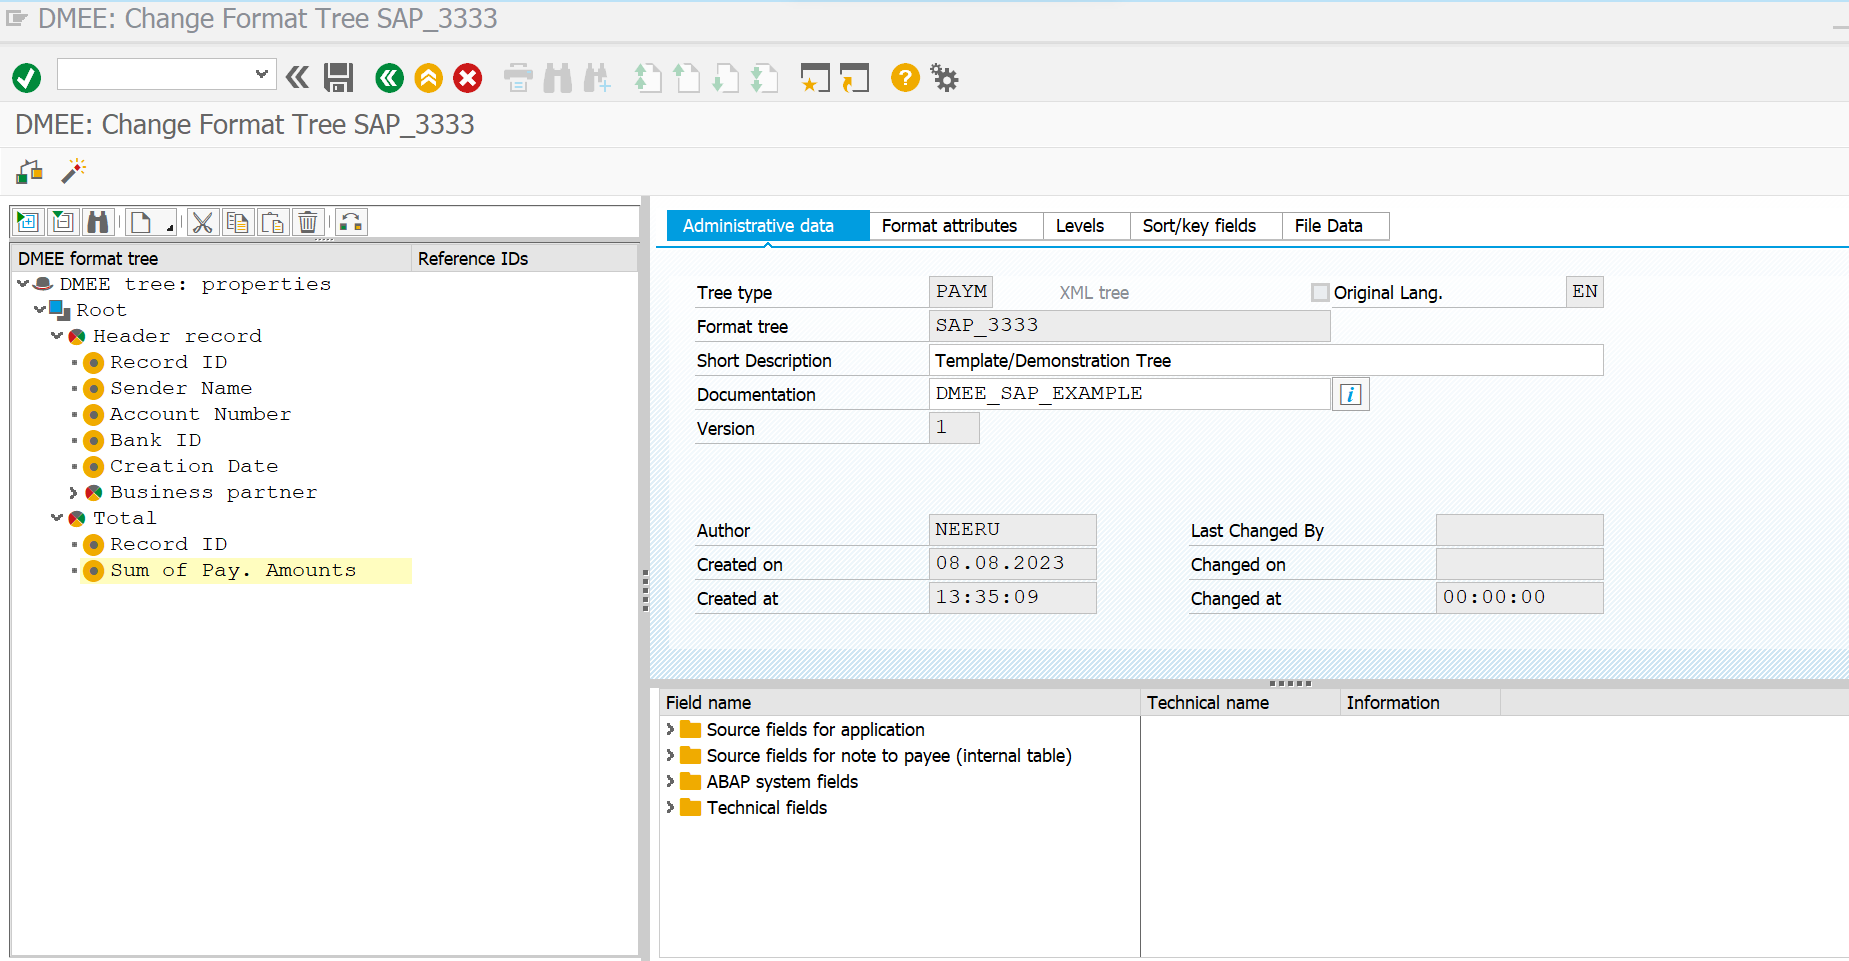 DMEE: Change Format Tree SAP_3333
DMEE: Change Format Tree SAP_3333
DMEE format tree Reference IDs
DMEE tree: properties
Root
Header record
Record ID
Sender Name
Account Number
Bank ID
Creation Date
Business partner
Total
Record ID
Sum of Pay. Amounts
Administrative data Format attributes Levels Sort/key fields File Data
Tree type PAYM XML tree Original Lang. EN
Format tree SAP_3333
Short Description Template/Demonstration Tree
Documentation DMEE_SAP_EXAMPLE i
Version 1
Author NEERU Last Changed By
Created on 08.08.2023 Changed on
Created at 13:35:09 Changed at 00:00:00
Field name Technical name Information
Source fields for application
Source fields for note to payee (internal table)
ABAP system fields
Technical fields